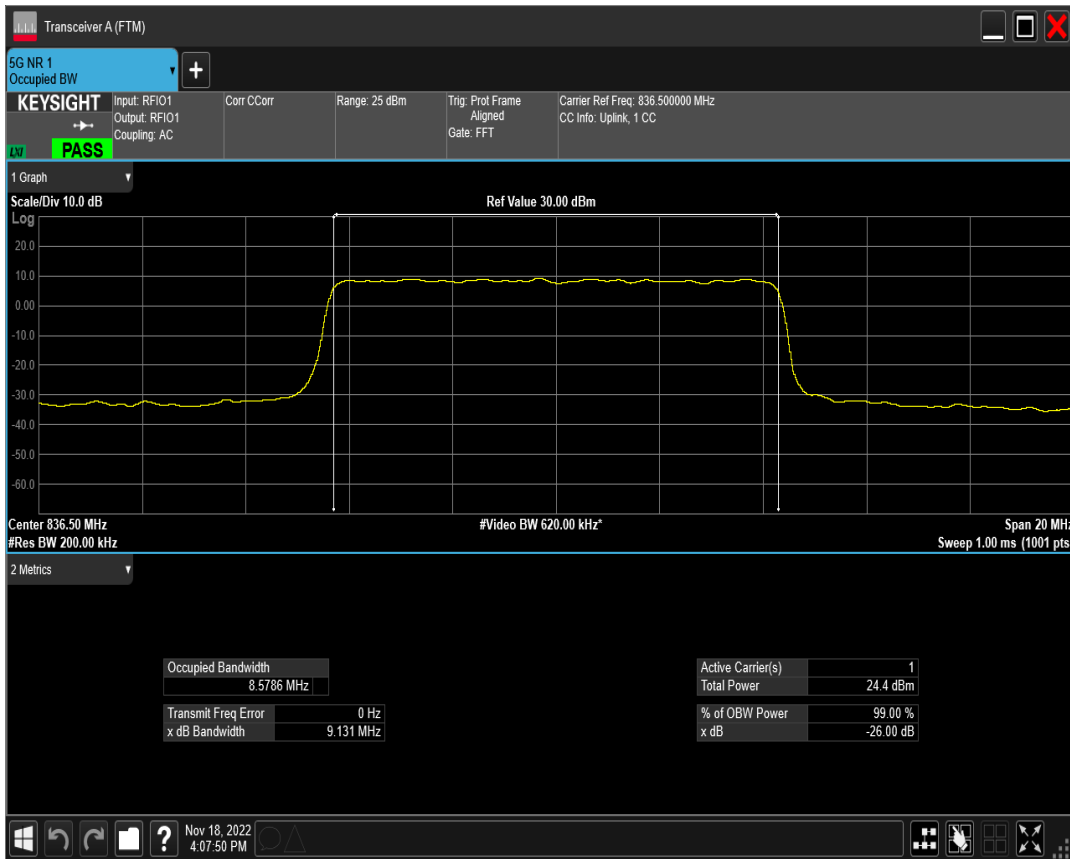 Transceiver A (FTM)
5G NR 1
Occupied BW
+
KEYSIGHT
LXI
PASS
Input: RFIO1
Output: RFIO1
Coupling: AC
Corr CCorr
Range: 25 dBm
Trig: Prot Frame
Aligned
Gate: FFT
Carrier Ref Freq: 836.500000 MHz
CC Info: Uplink, 1 CC
1 Graph
Scale/Div 10.0 dB
Ref Value 30.00 dBm
Log
20.0
10.0
0.00
-10.0
-20.0
-30.0
-40.0
-50.0
-60.0
Center 836.50 MHz
#Video BW 620.00 kHz*
Span 20 MHz
#Res BW 200.00 kHz
Sweep 1.00 ms (1001 pts
2 Metrics
Occupied Bandwidth
8.5786 MHz
Transmit Freq Error 0 Hz
x dB Bandwidth 9.131 MHz
Active Carrier(s) 1
Total Power 24.4 dBm
% of OBW Power 99.00 %
x dB -26.00 dB
?
Nov 18, 2022
4:07:50 PM